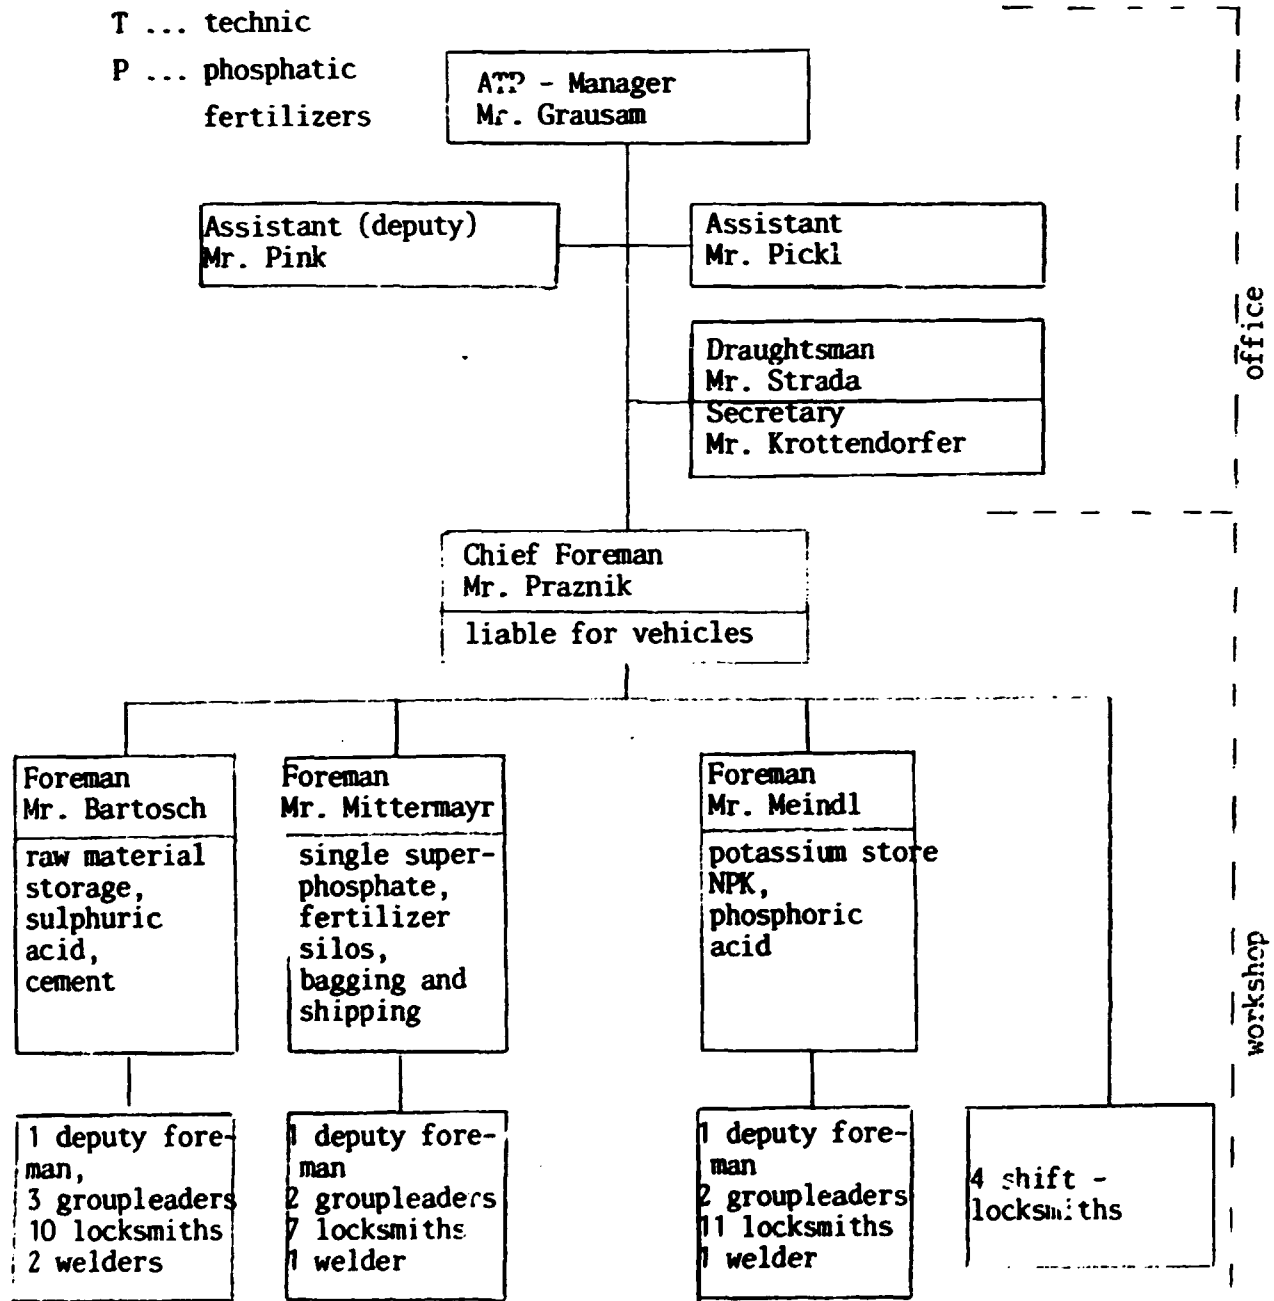 T ... technic
P ... phosphatic
fertilizers
ATP - Manager
Mr. Grausam
Assistant (deputy)
Mr. Pink
Assistant
Mr. Pickl
Draughtsman
Mr. Strada
Secretary
Mr. Krottendorfer
office
Chief Foreman
Mr. Praznik
liable for vehicles
Foreman
Mr. Bartosch
raw material
storage,
sulphuric
acid,
cement
Foreman
Mr. Mittermayr
single super-
phosphate,
fertilizer
silos,
bagging and
shipping
Foreman
Mr. Meindl
potassium store
NPK,
phosphoric
acid
workshop
1 deputy fore-
man,
3 groupleaders
10 locksmiths
2 welders
1 deputy fore-
man
2 groupleaders
7 locksmiths
1 welder
1 deputy fore-
man
2 groupleaders
11 locksmiths
1 welder
4 shift -
locksmiths